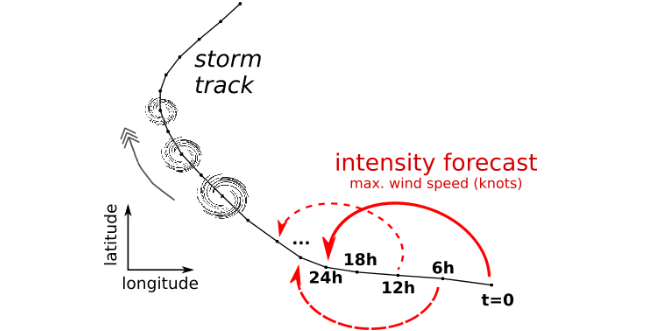 storm
track
intensity forecast
max. wind speed (knots)
latitude
longitude
...
24h
18h
12h
6h
t=0